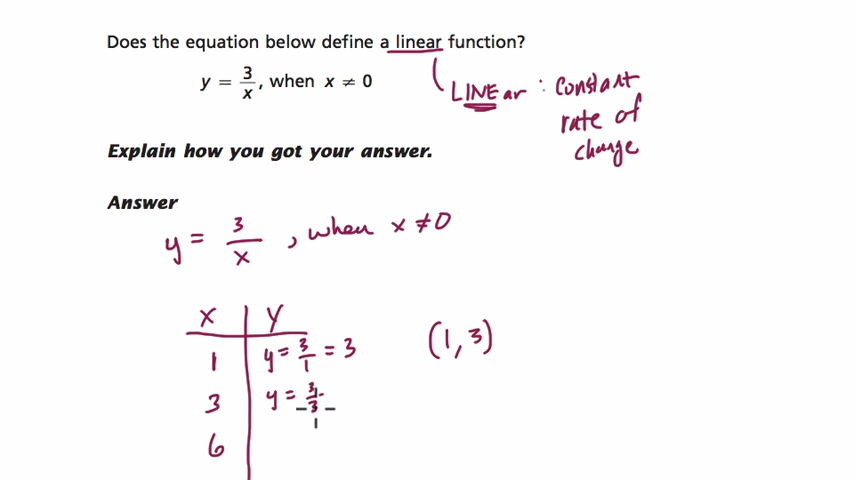 Does the equation below define a linear function?
y = 3/x, when x ≠ 0
LINEar : constant
rate of
change
Explain how you got your answer.
Answer
y = 3/x, when x ≠ 0
x | y
1 | y = 3/1 = 3 (1, 3)
3 | y = 3/3
6